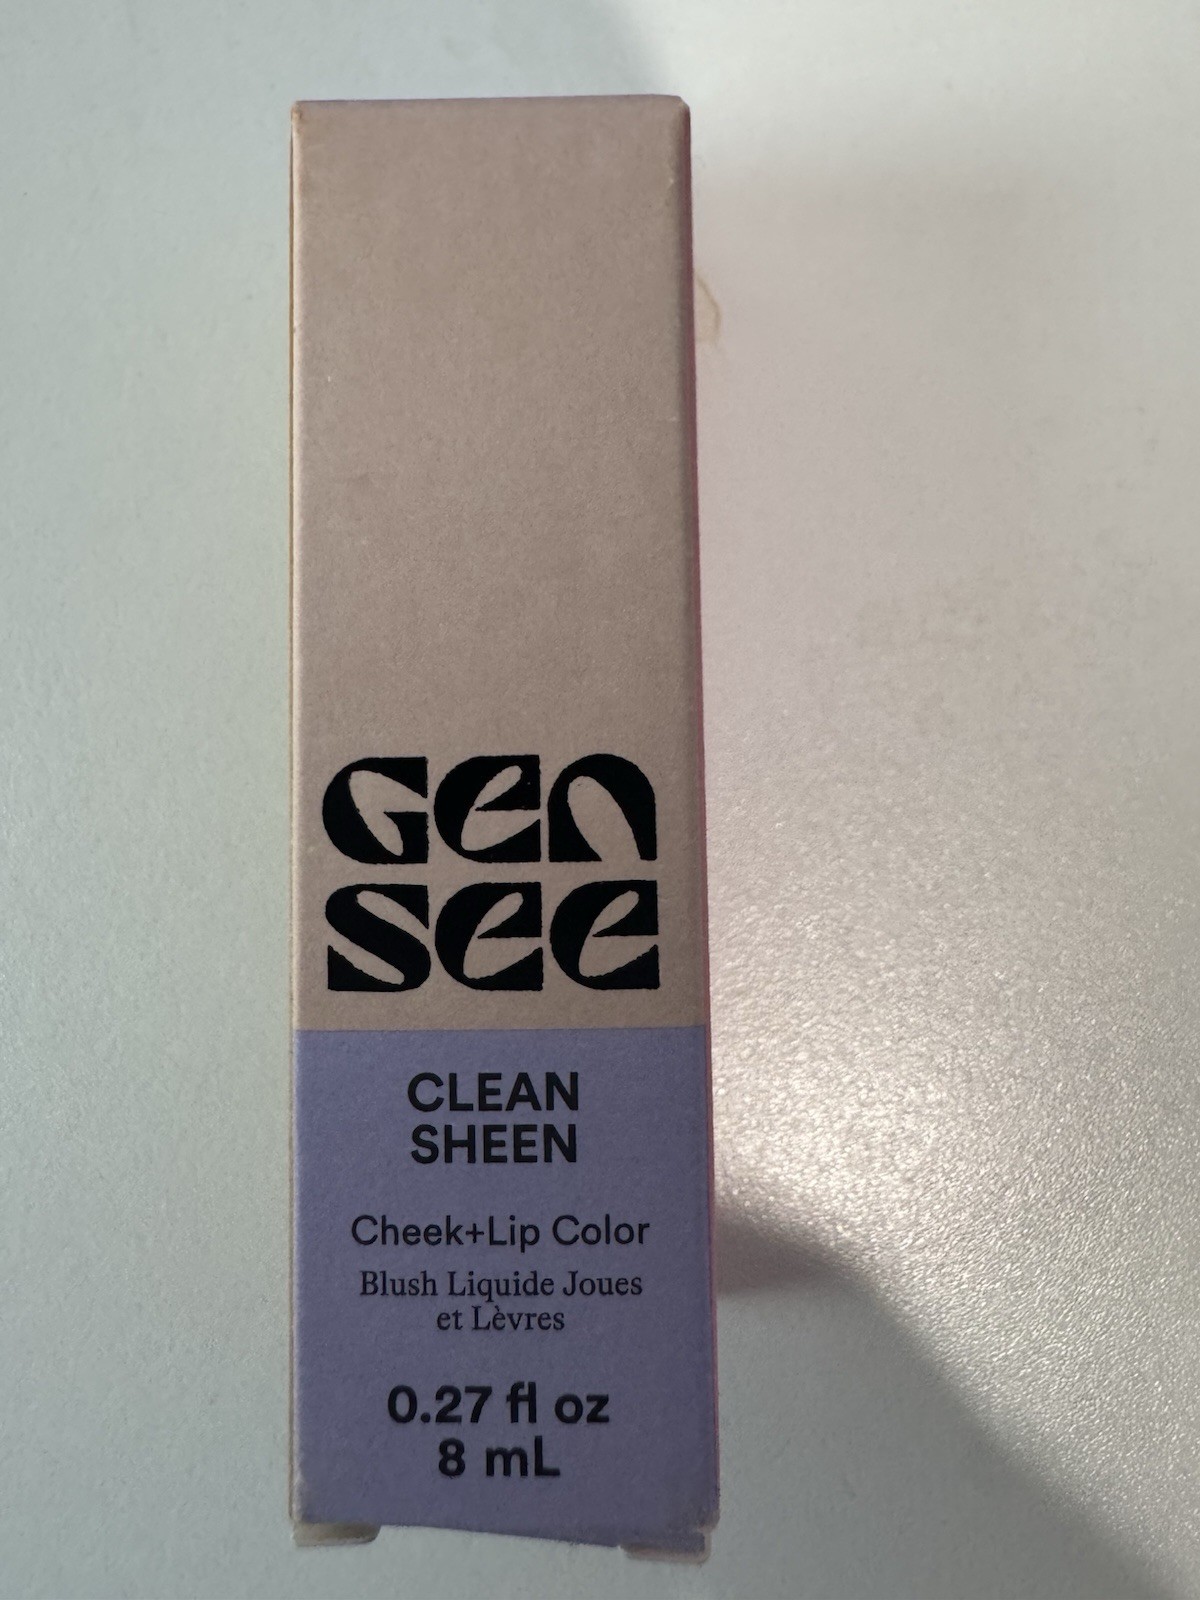 Gen
See
CLEAN
SHEEN
Cheek+Lip Color
Blush Liquide Joues
et Lèvres
0.27 fl oz
8 mL